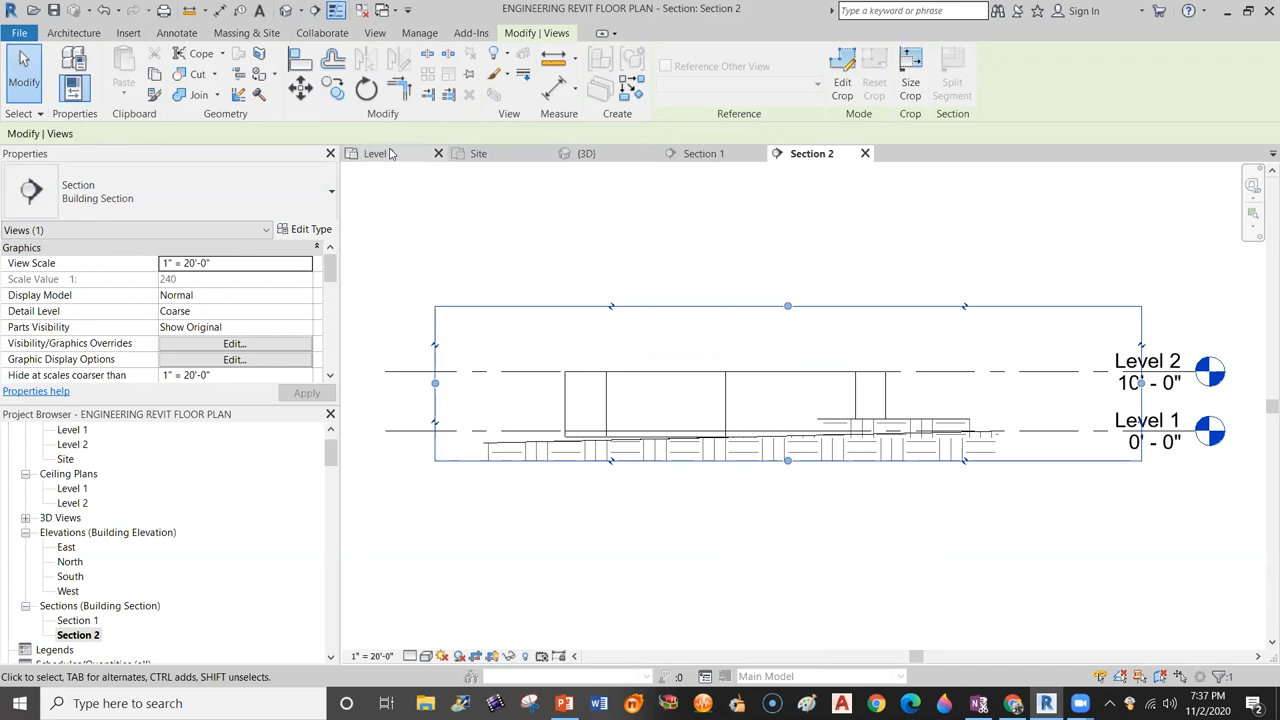 ENGINEERING REVIT FLOOR PLAN - Section: Section 2
Type a keyword or phrase
Sign In
File Architecture Insert Annotate Massing & Site Collaborate View Manage Add-Ins Modify | Views
Modify
Paste
Cope
Cut
Join
Reference Other View
Edit Crop
Reset Crop
Size Crop
Split Segment
Select Properties Clipboard Geometry Modify View Measure Create Reference Mode Crop Section
Modify | Views
Properties
Level
Site
{3D}
Section 1
Section 2
Section
Building Section
Views (1)
Edit Type
Graphics
View Scale 1" = 20'-0"
Scale Value 1: 240
Display Model Normal
Detail Level Coarse
Parts Visibility Show Original
Visibility/Graphics Overrides Edit...
Graphic Display Options Edit...
Hide at scales coarser than 1" = 20'-0"
Properties help
Apply
Project Browser - ENGINEERING REVIT FLOOR PLAN
Level 1
Level 2
Site
Ceiling Plans
Level 1
Level 2
3D Views
Elevations (Building Elevation)
East
North
South
West
Sections (Building Section)
Section 1
Section 2
Legends
Schedules/Quantities (all)
Level 2
10' - 0"
Level 1
0' - 0"
1" = 20'-0"
Click to select, TAB for alternates, CTRL adds, SHIFT unselects.
:0
Main Model
:1
Type here to search
7:37 PM
11/2/2020
2